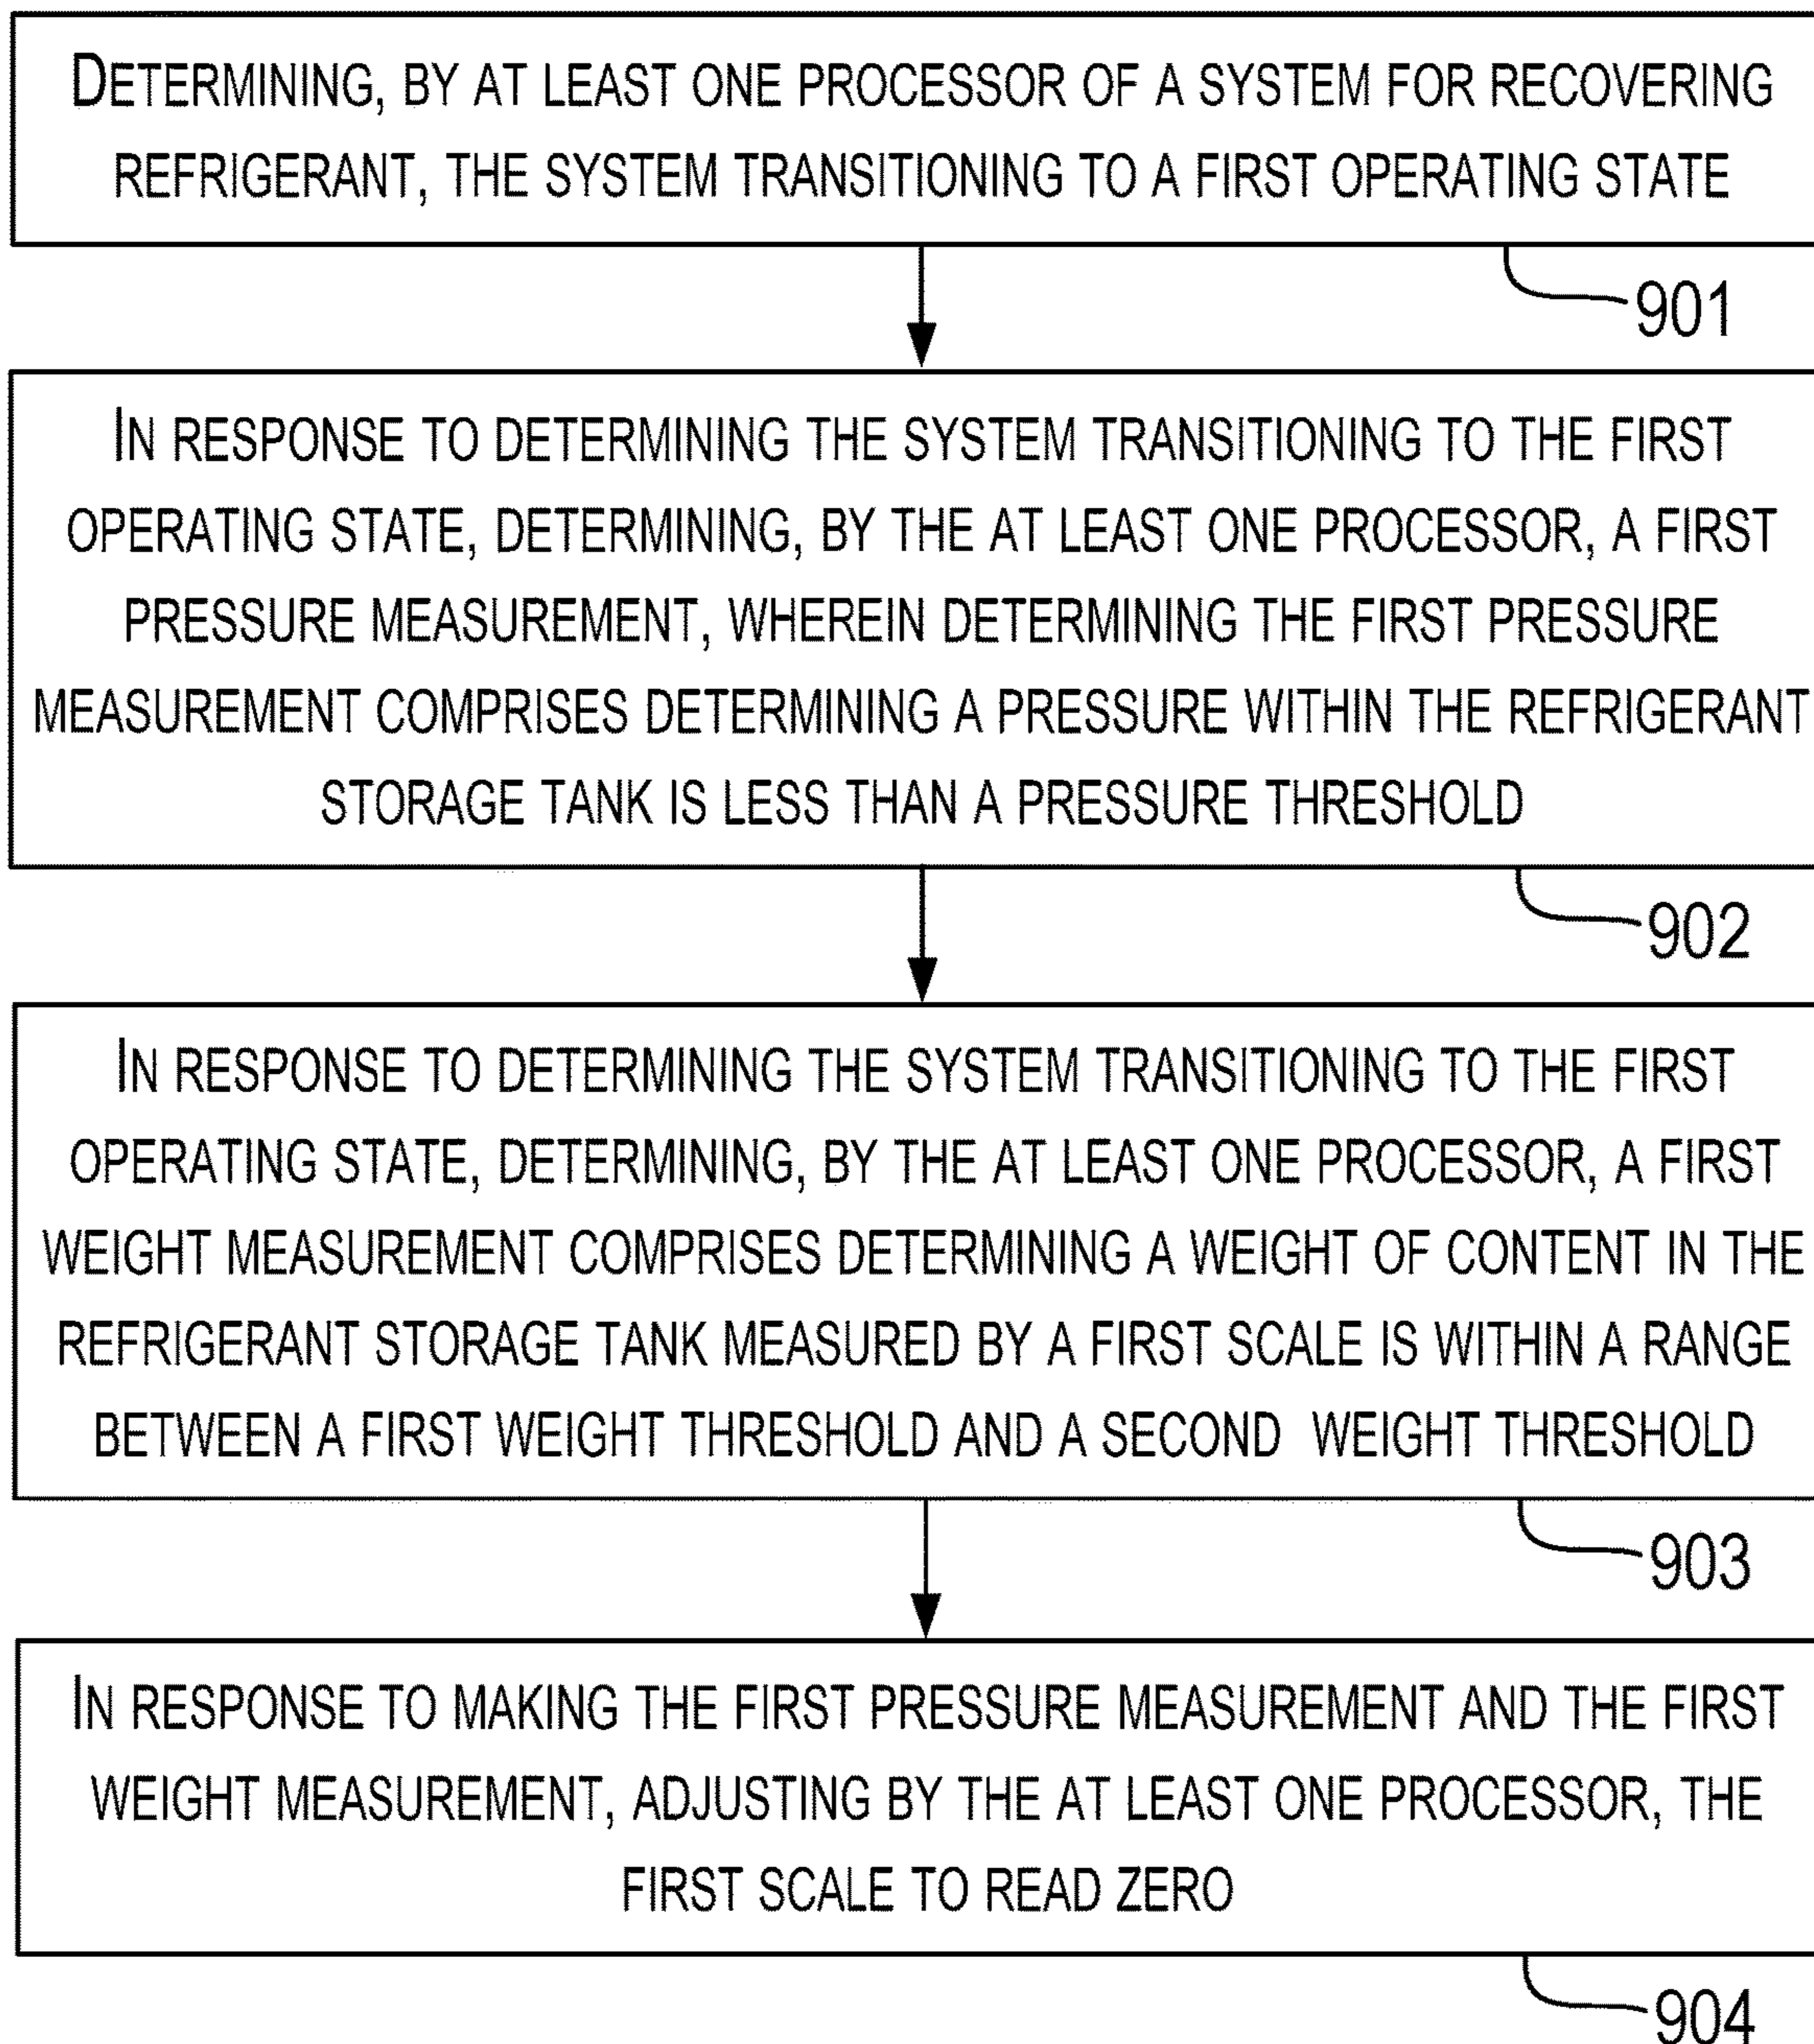 DETERMINING, BY AT LEAST ONE PROCESSOR OF A SYSTEM FOR RECOVERING
REFRIGERANT, THE SYSTEM TRANSITIONING TO A FIRST OPERATING STATE
901
IN RESPONSE TO DETERMINING THE SYSTEM TRANSITIONING TO THE FIRST
OPERATING STATE, DETERMINING, BY THE AT LEAST ONE PROCESSOR, A FIRST
PRESSURE MEASUREMENT, WHEREIN DETERMINING THE FIRST PRESSURE
MEASUREMENT COMPRISES DETERMINING A PRESSURE WITHIN THE REFRIGERANT
STORAGE TANK IS LESS THAN A PRESSURE THRESHOLD
902
IN RESPONSE TO DETERMINING THE SYSTEM TRANSITIONING TO THE FIRST
OPERATING STATE, DETERMINING, BY THE AT LEAST ONE PROCESSOR, A FIRST
WEIGHT MEASUREMENT COMPRISES DETERMINING A WEIGHT OF CONTENT IN THE
REFRIGERANT STORAGE TANK MEASURED BY A FIRST SCALE IS WITHIN A RANGE
BETWEEN A FIRST WEIGHT THRESHOLD AND A SECOND WEIGHT THRESHOLD
903
IN RESPONSE TO MAKING THE FIRST PRESSURE MEASUREMENT AND THE FIRST
WEIGHT MEASUREMENT, ADJUSTING BY THE AT LEAST ONE PROCESSOR, THE
FIRST SCALE TO READ ZERO
904